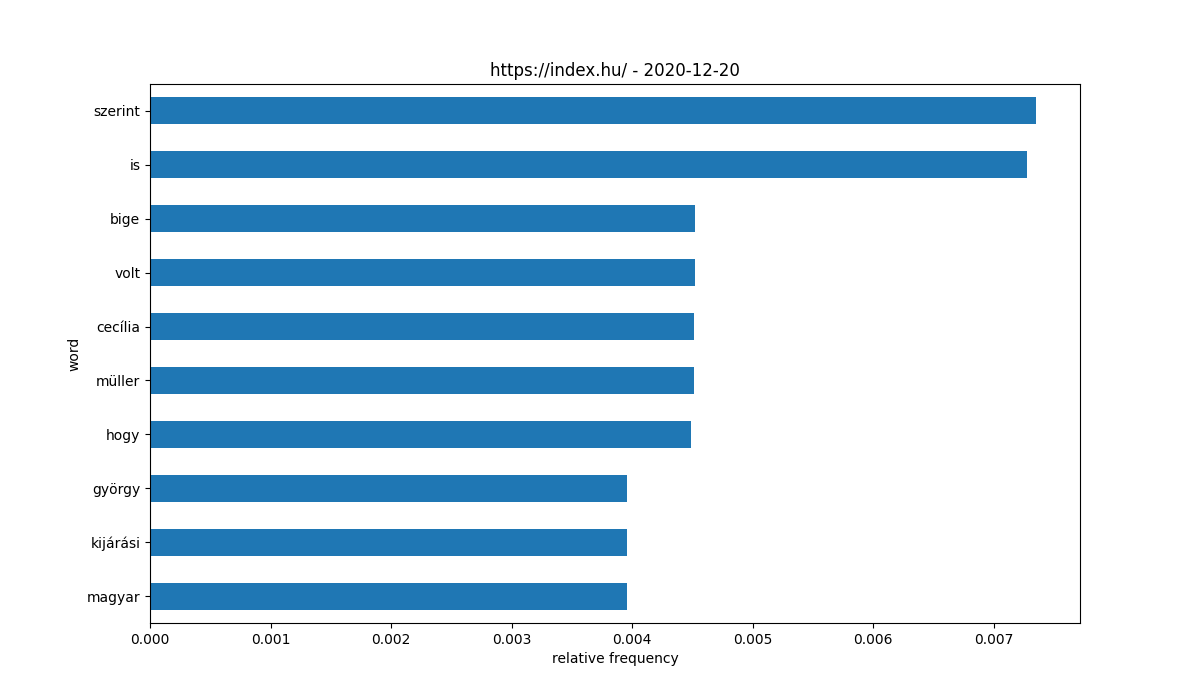 https://index.hu/ - 2020-12-20
szerint
is
bige
volt
cecília
müller
hogy
györgy
kijárási
magyar
word
0.000 0.001 0.002 0.003 0.004 0.005 0.006 0.007
relative frequency